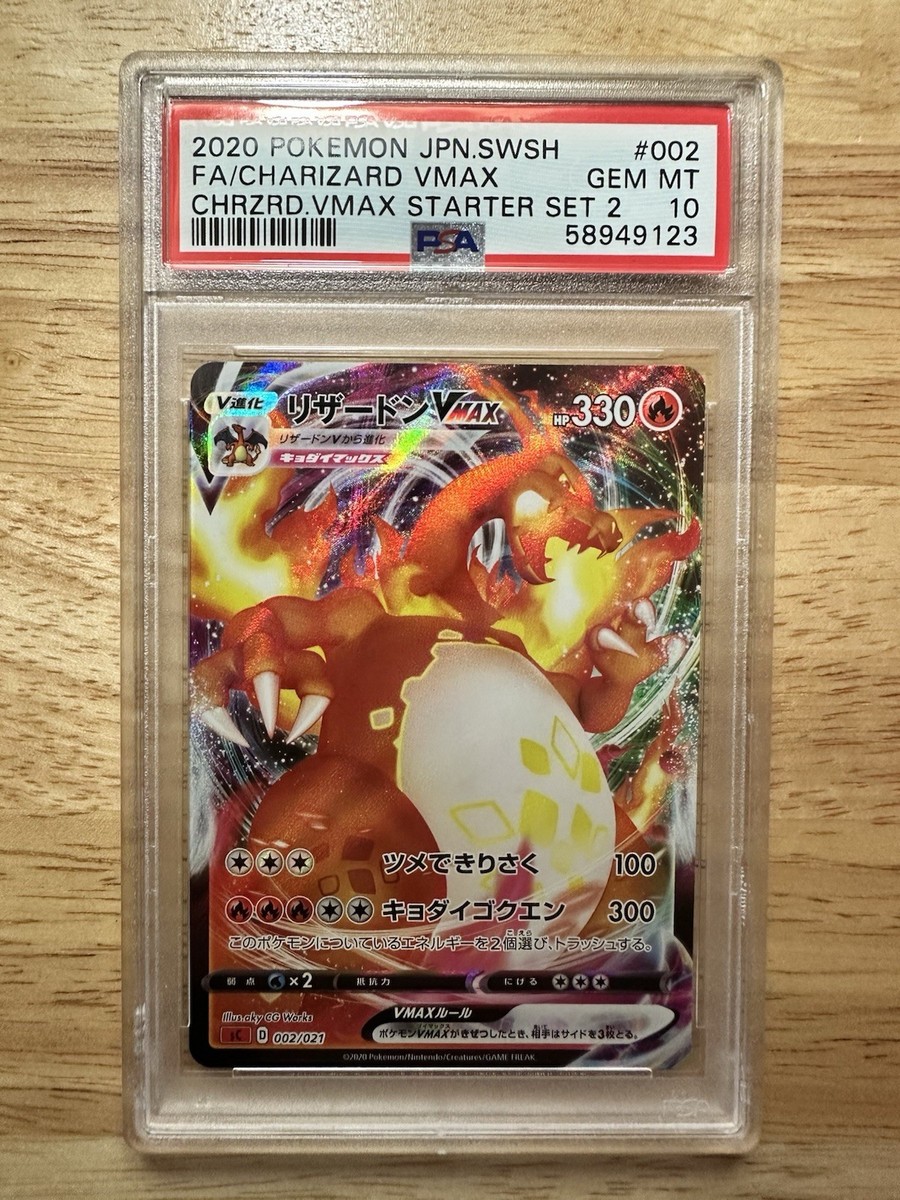 2020 POKEMON JPN.SWSH #002
FA/CHARIZARD VMAX GEM MT
CHRZRD.VMAX STARTER SET 2 10
PSA 58949123
V進化 リザードンVMAX HP330
リザードンVから進化
キョダイマックス
ツメできりさく 100
キョダイゴクエン 300
このポケモンについているエネルギーを2個選び、トラッシュする。
弱点 ×2 抵抗力 にげる
Illus.aky CG Works
VMAXルール
ポケモンVMAXがきぜつしたとき、相手はサイドを3枚とる。
sC D 002/021
©2020 Pokémon/Nintendo/Creatures/GAME FREAK.
PSA